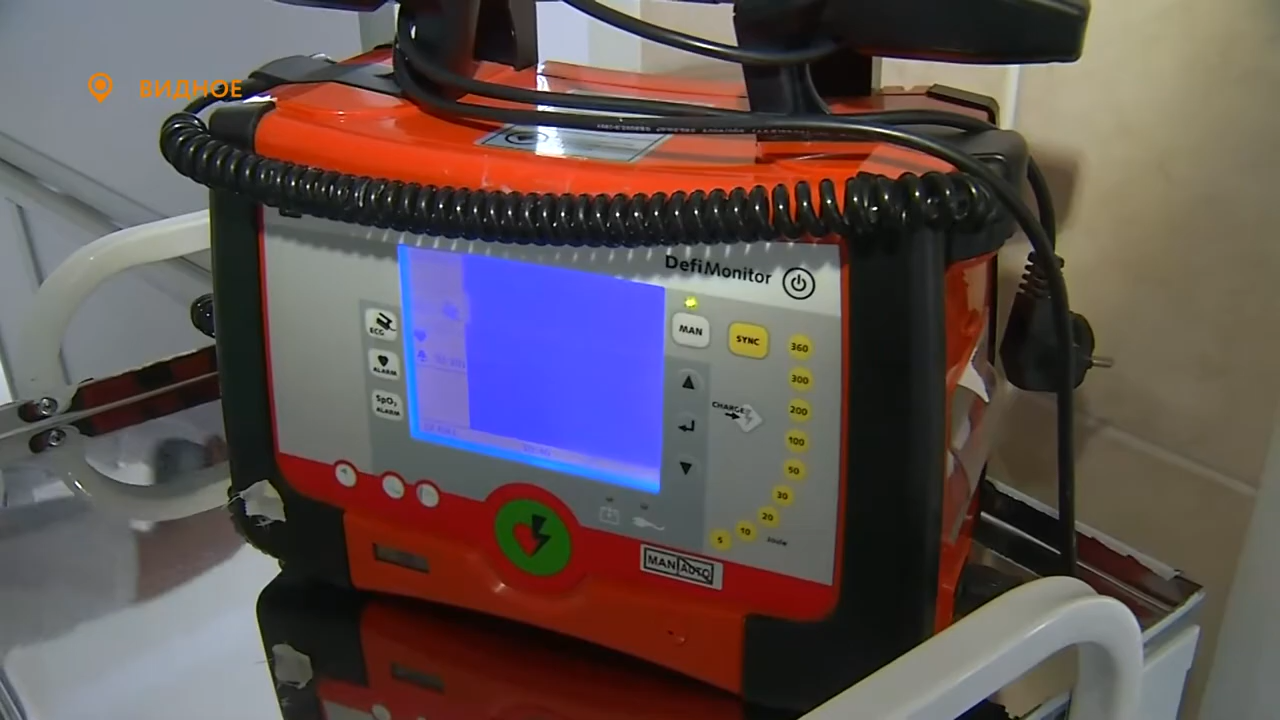 ВИДНОЕ
DefiMonitor
MAN
SYNC
ECG
ALARM
SpO₂
ALARM
CHARGE
360
300
200
100
50
30
20
10
5
Joule
MAN AUTO